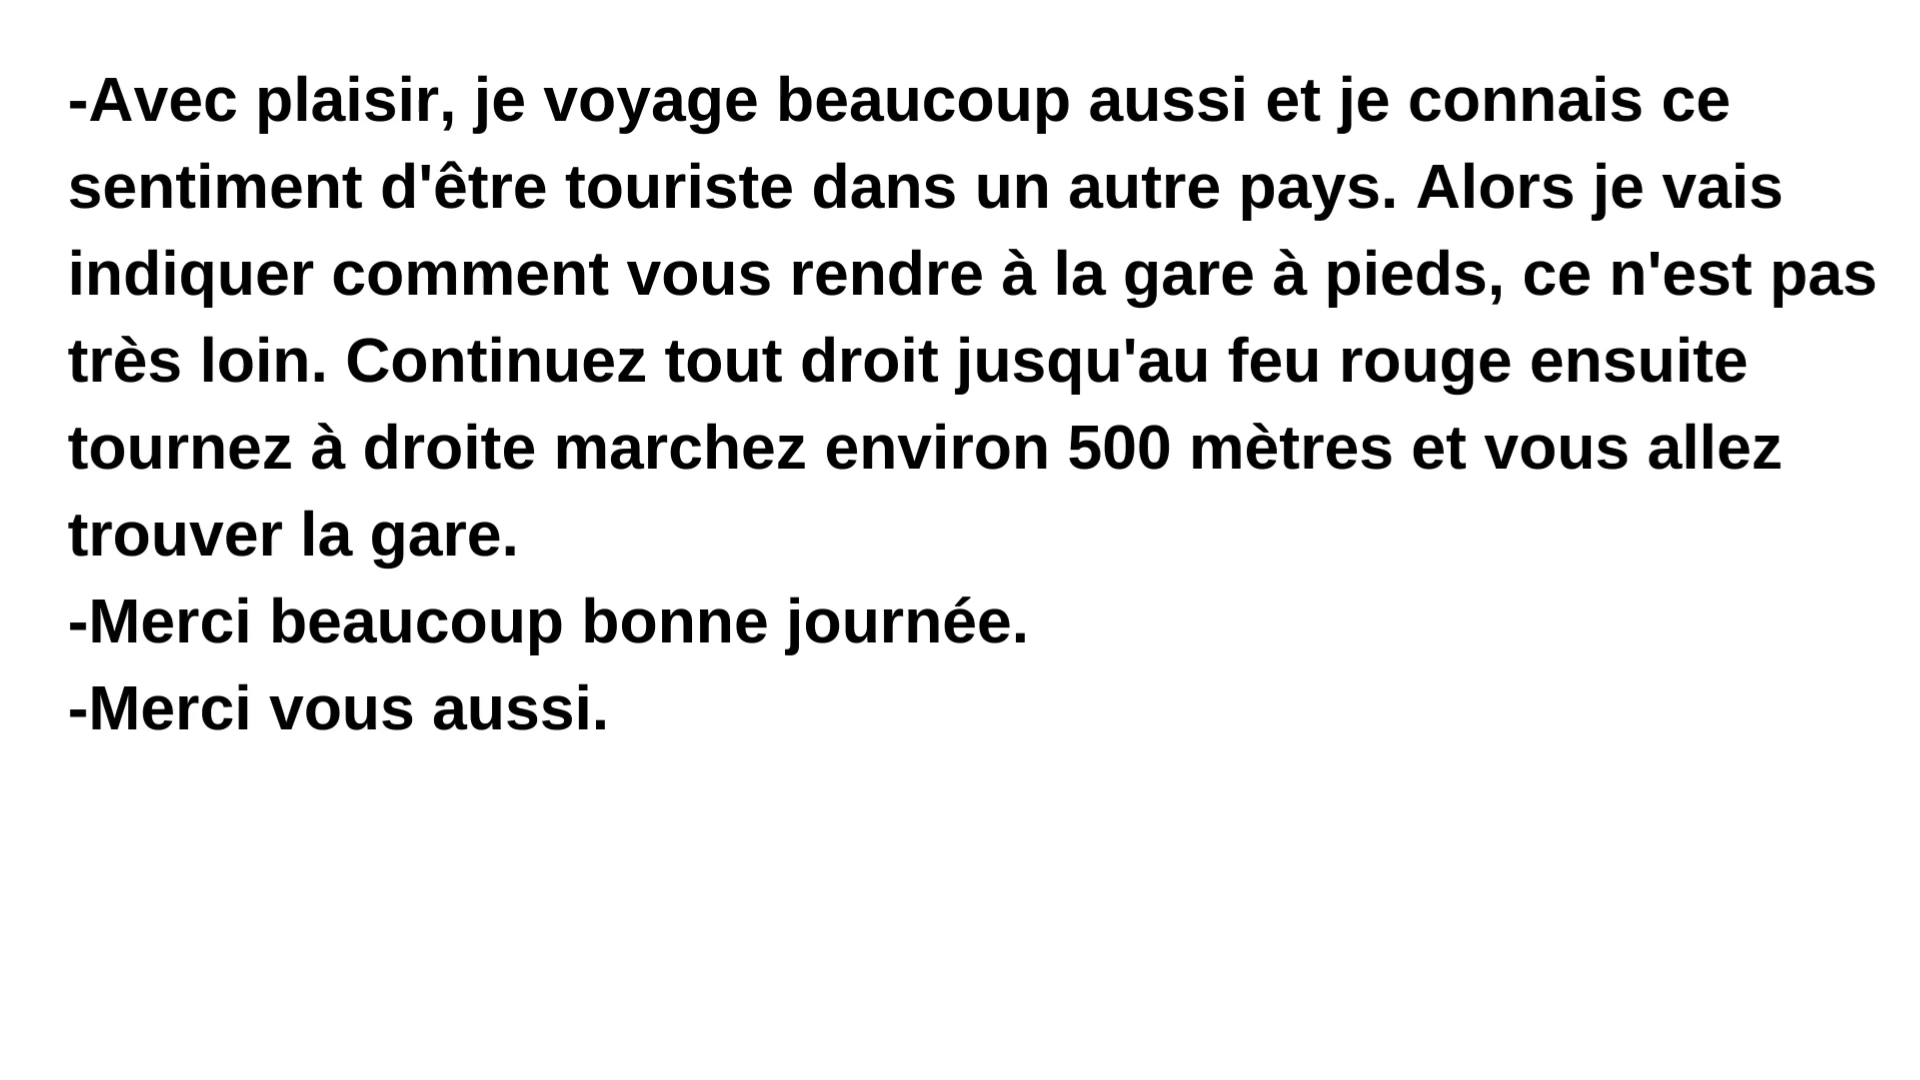 -Avec plaisir, je voyage beaucoup aussi et je connais ce
sentiment d'être touriste dans un autre pays. Alors je vais
indiquer comment vous rendre à la gare à pieds, ce n'est pas
très loin. Continuez tout droit jusqu'au feu rouge ensuite
tournez à droite marchez environ 500 mètres et vous allez
trouver la gare.
-Merci beaucoup bonne journée.
-Merci vous aussi.